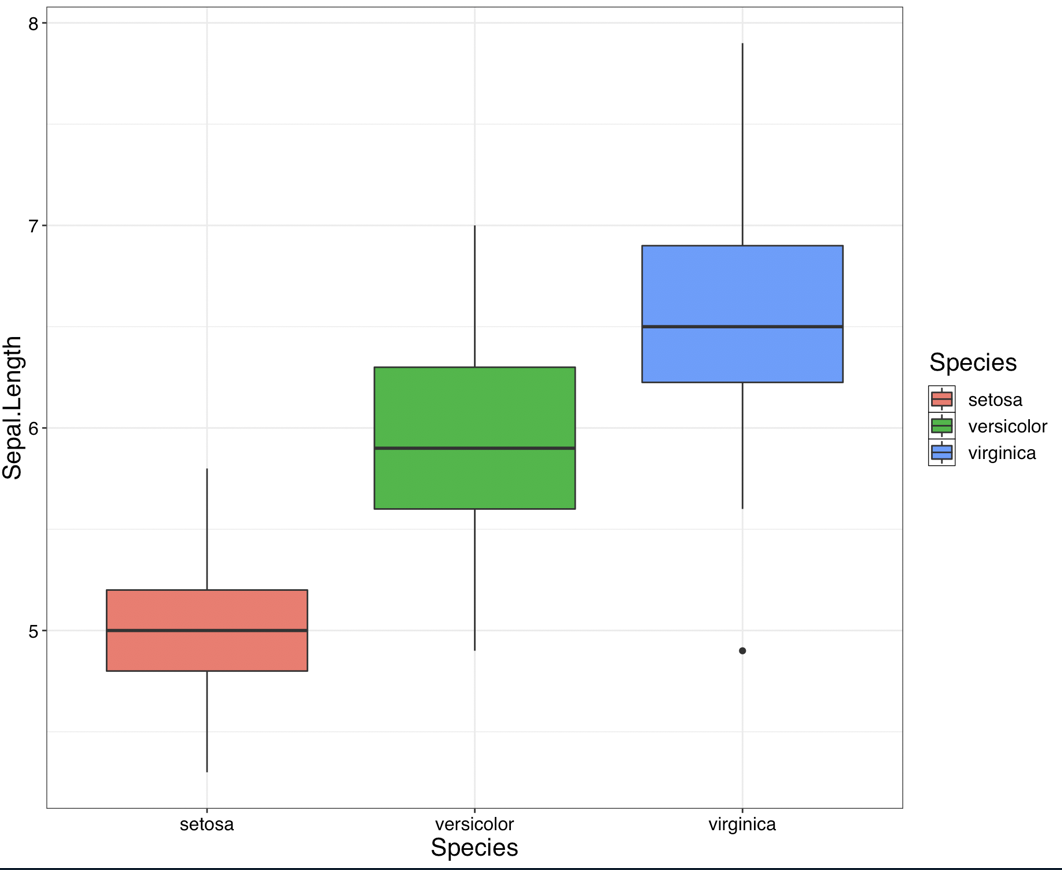 8
7
6
5
Sepal.Length
setosa
versicolor
virginica
Species
Species
setosa
versicolor
virginica